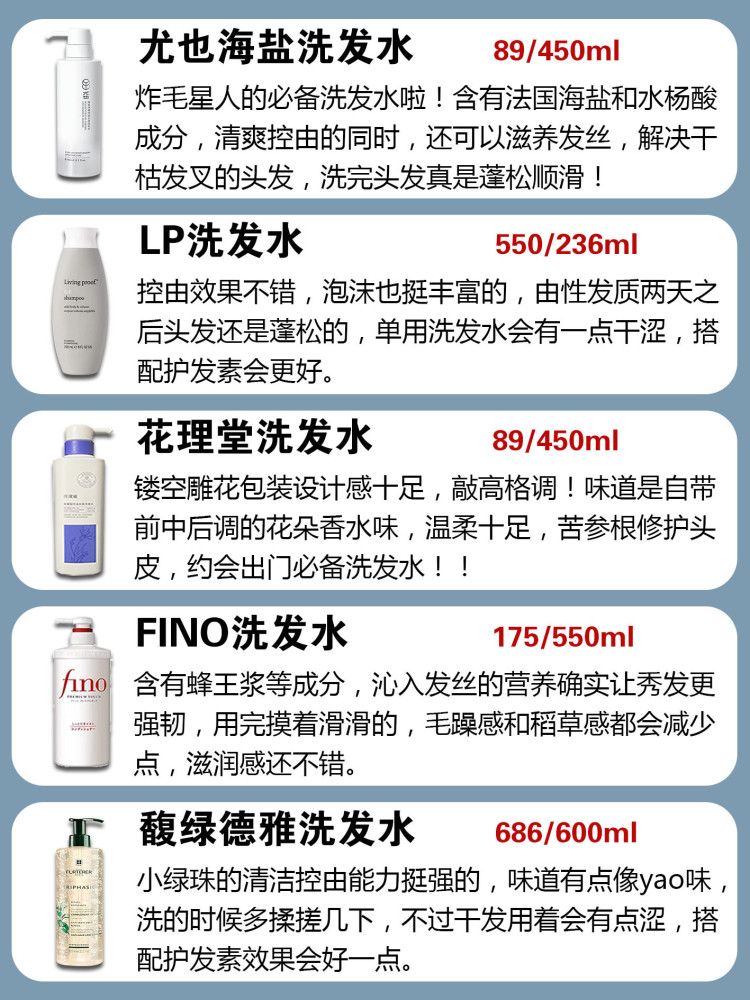 尤也海盐洗发水 89/450ml
炸毛星人的必备洗发水啦！含有法国海盐和水杨酸
成分，清爽控由的同时，还可以滋养发丝，解决干
枯发叉的头发，洗完头发真是蓬松顺滑！
LP洗发水 550/236ml
Living proof
shampoo
控由效果不错，泡沫也挺丰富的，由性发质两天之
后头发还是蓬松的，单用洗发水会有一点干涩，搭
配护发素会更好。
花理堂洗发水 89/450ml
镂空雕花包装设计感十足，敲高格调！味道是自带
前中后调的花朵香水味，温柔十足，苦参根修护头
皮，约会出门必备洗发水！！
FINO洗发水 175/550ml
fino
PREMIUM TOUCH
含有蜂王浆等成分，沁入发丝的营养确实让秀发更
强韧，用完摸着滑滑的，毛躁感和稻草感都会减少
点，滋润感还不错。
馥绿德雅洗发水 686/600ml
FURTERER
TRIPHASIC
小绿珠的清洁控由能力挺强的，味道有点像yao味，
洗的时候多揉搓几下，不过干发用着会有点涩，搭
配护发素效果会好一点。